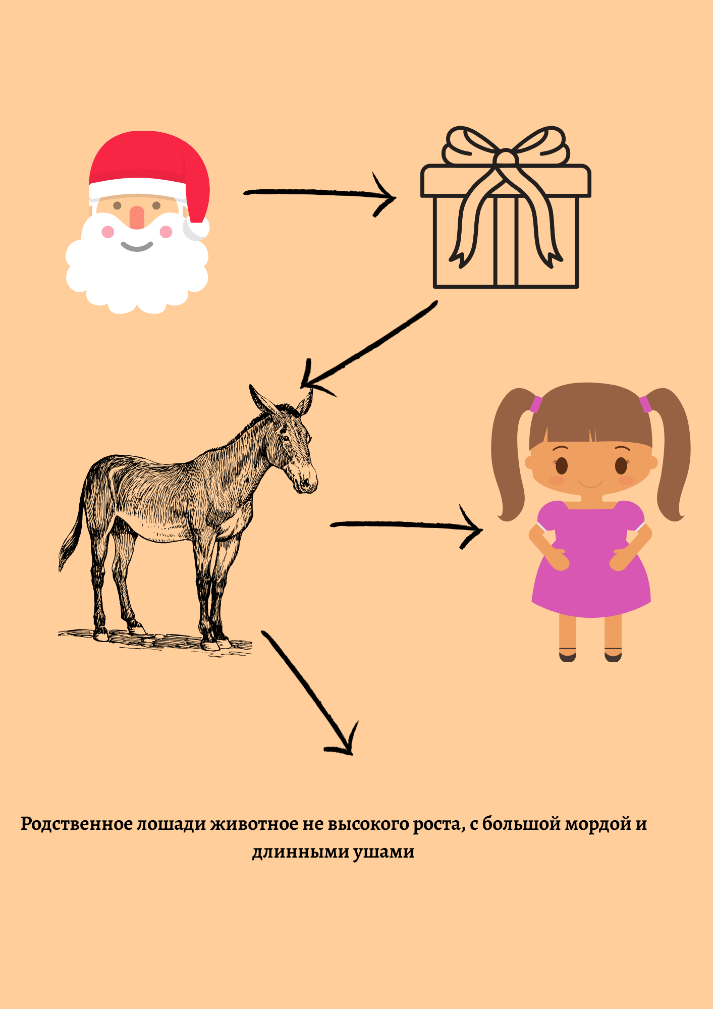 Родственное лошади животное не высокого роста, с большой мордой и
длинными ушами